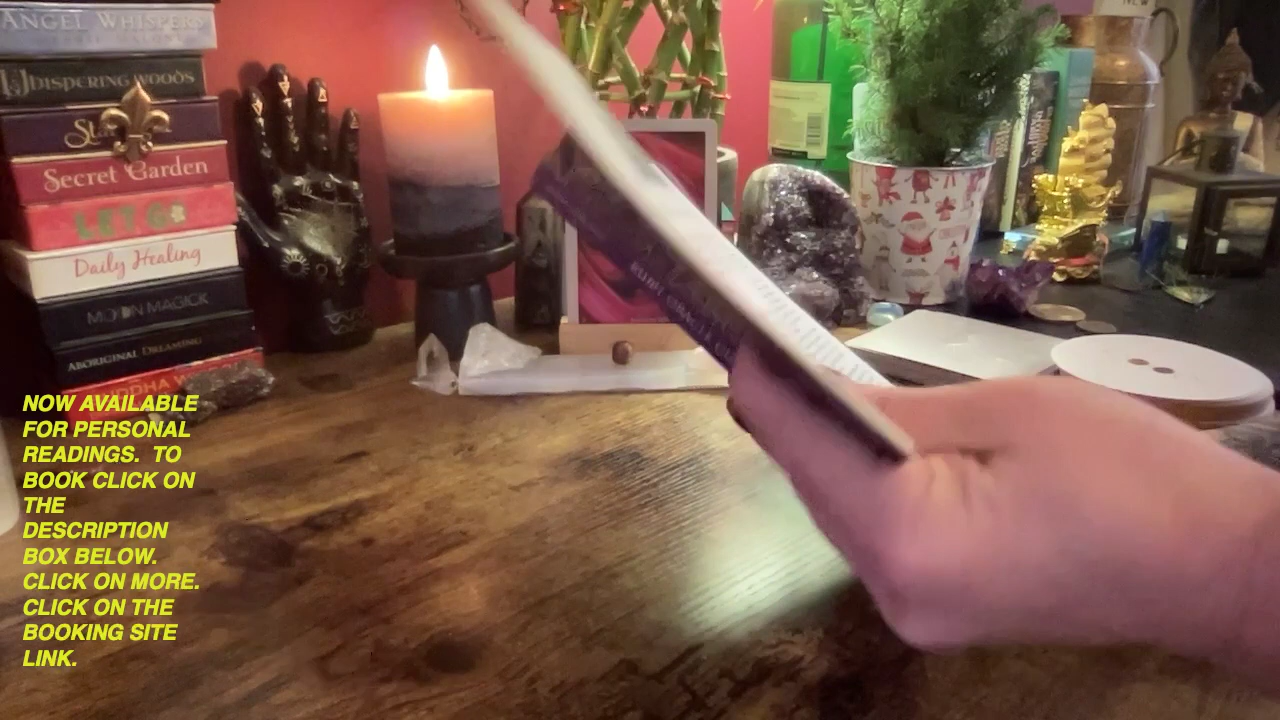 ANGEL WHISPERS
WHISPERING WOODS
Secret Garden
LET GO
Daily Healing
MOON MAGICK
ABORIGINAL DREAMING
NOW AVAILABLE
FOR PERSONAL
READINGS.  TO
BOOK CLICK ON
THE
DESCRIPTION
BOX BELOW.
CLICK ON MORE.
CLICK ON THE
BOOKING SITE
LINK.